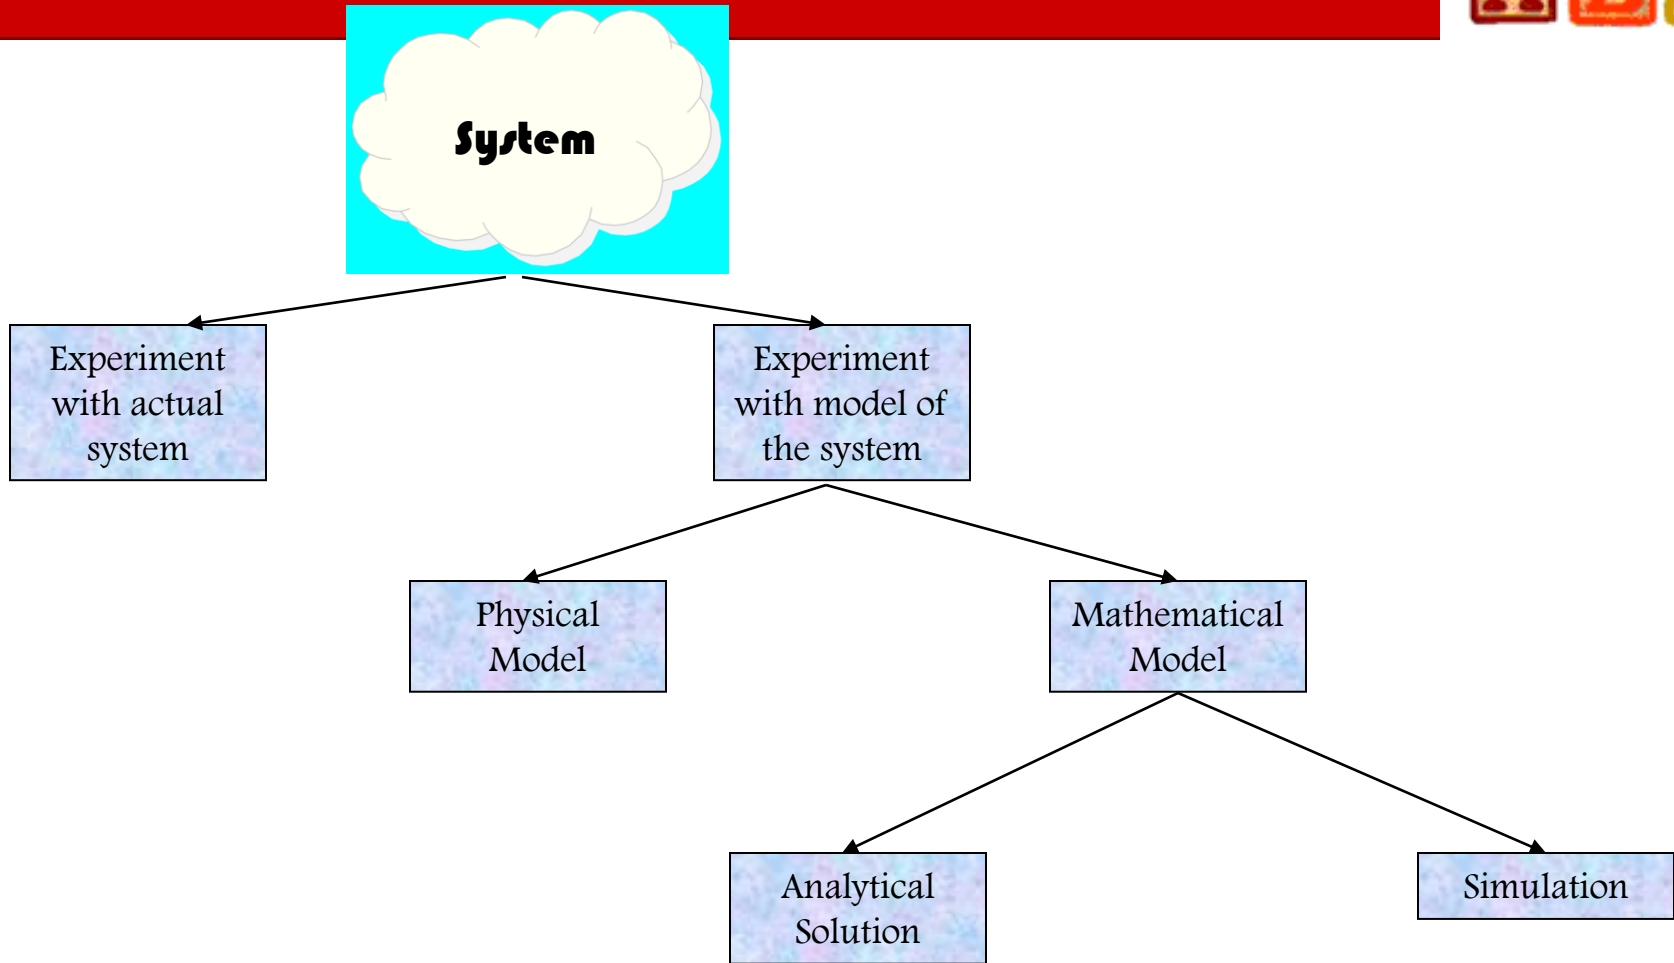 System
Experiment
with actual
system
Experiment
with model of
the system
Physical
Model
Mathematical
Model
Analytical
Solution
Simulation